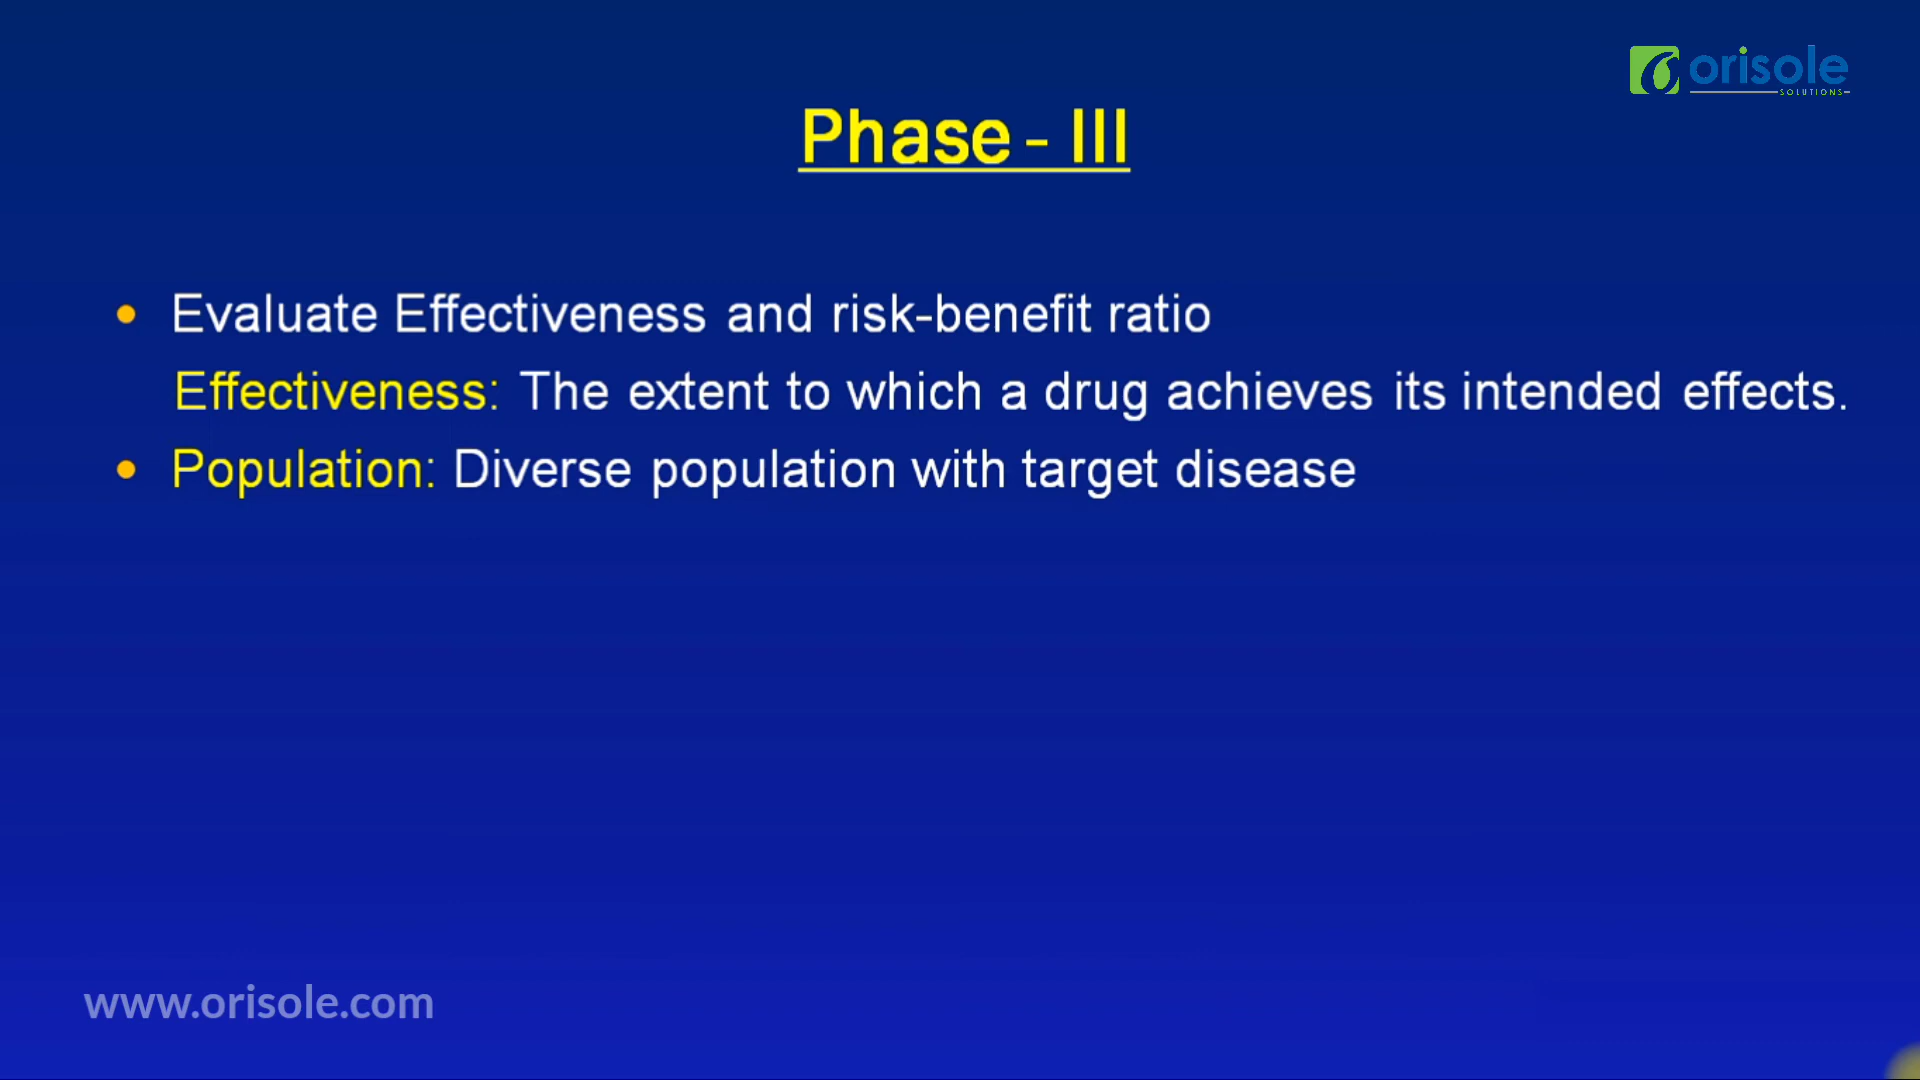 orisole
SOLUTIONS
Phase - III
• Evaluate Effectiveness and risk-benefit ratio
Effectiveness: The extent to which a drug achieves its intended effects.
• Population: Diverse population with target disease
www.orisole.com